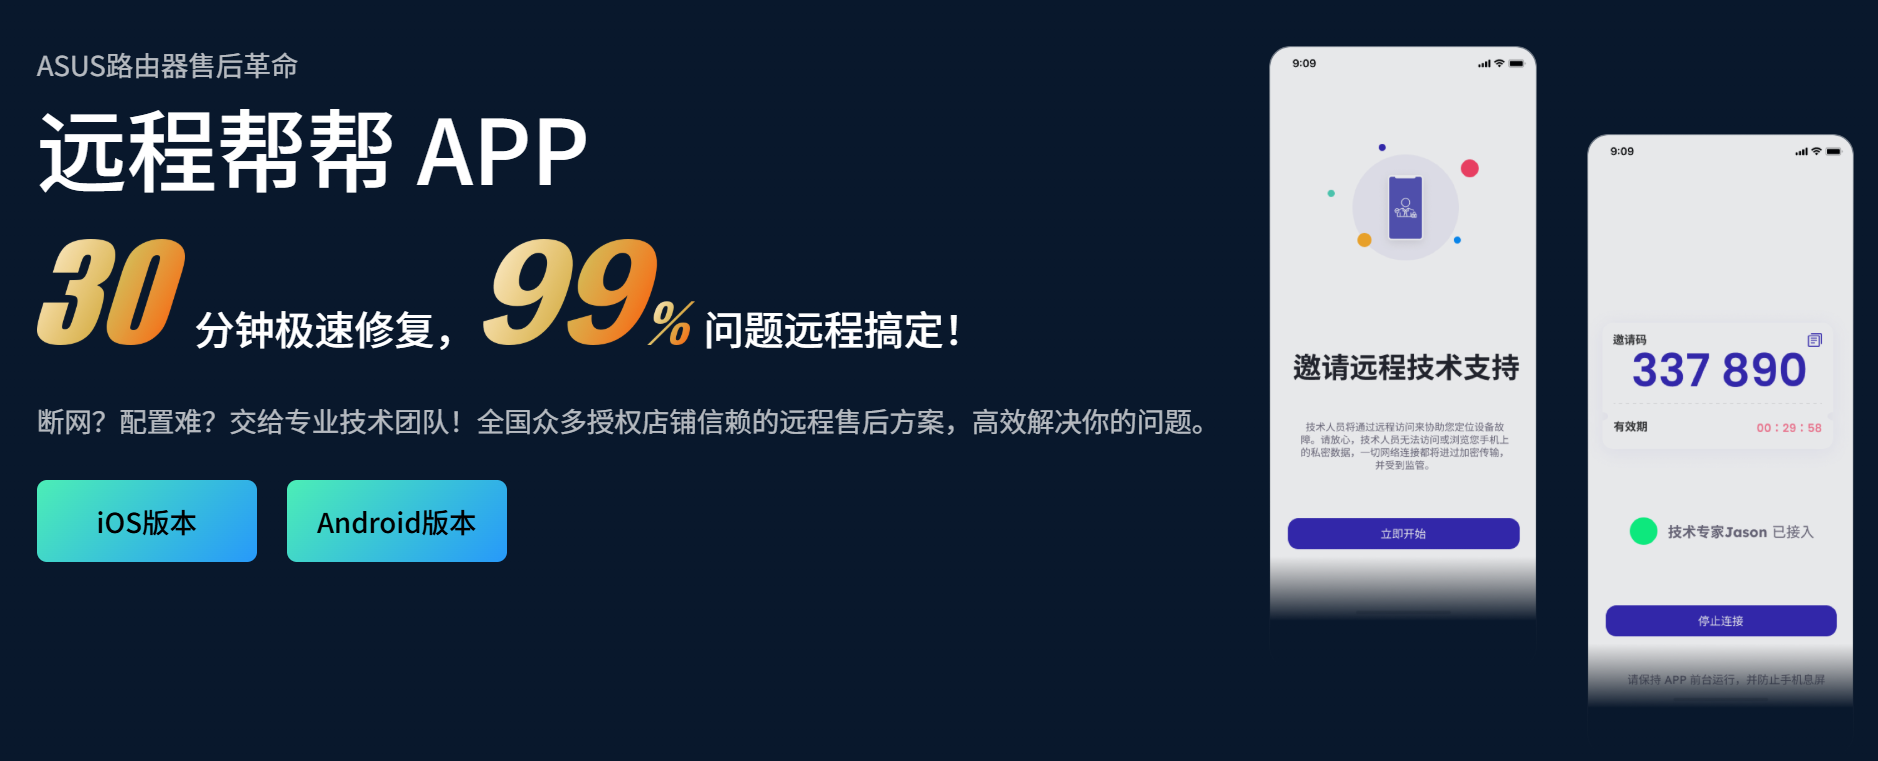 ASUS路由器售后革命
远程帮帮 APP
30 分钟极速修复，99% 问题远程搞定！
断网？配置难？交给专业技术团队！全国众多授权店铺信赖的远程售后方案，高效解决你的问题。
iOS版本
Android版本
9:09
邀请远程技术支持
技术人员将通过远程访问来协助您定位设备故
障。请放心，技术人员无法访问或浏览您手机上
的私密数据，一切网络连接都将进过加密传输，
并受到监管。
立即开始
9:09
邀请码
337 890
有效期
00：29：58
技术专家Jason 已接入
停止连接
请保持 APP 前台运行，并防止手机息屏